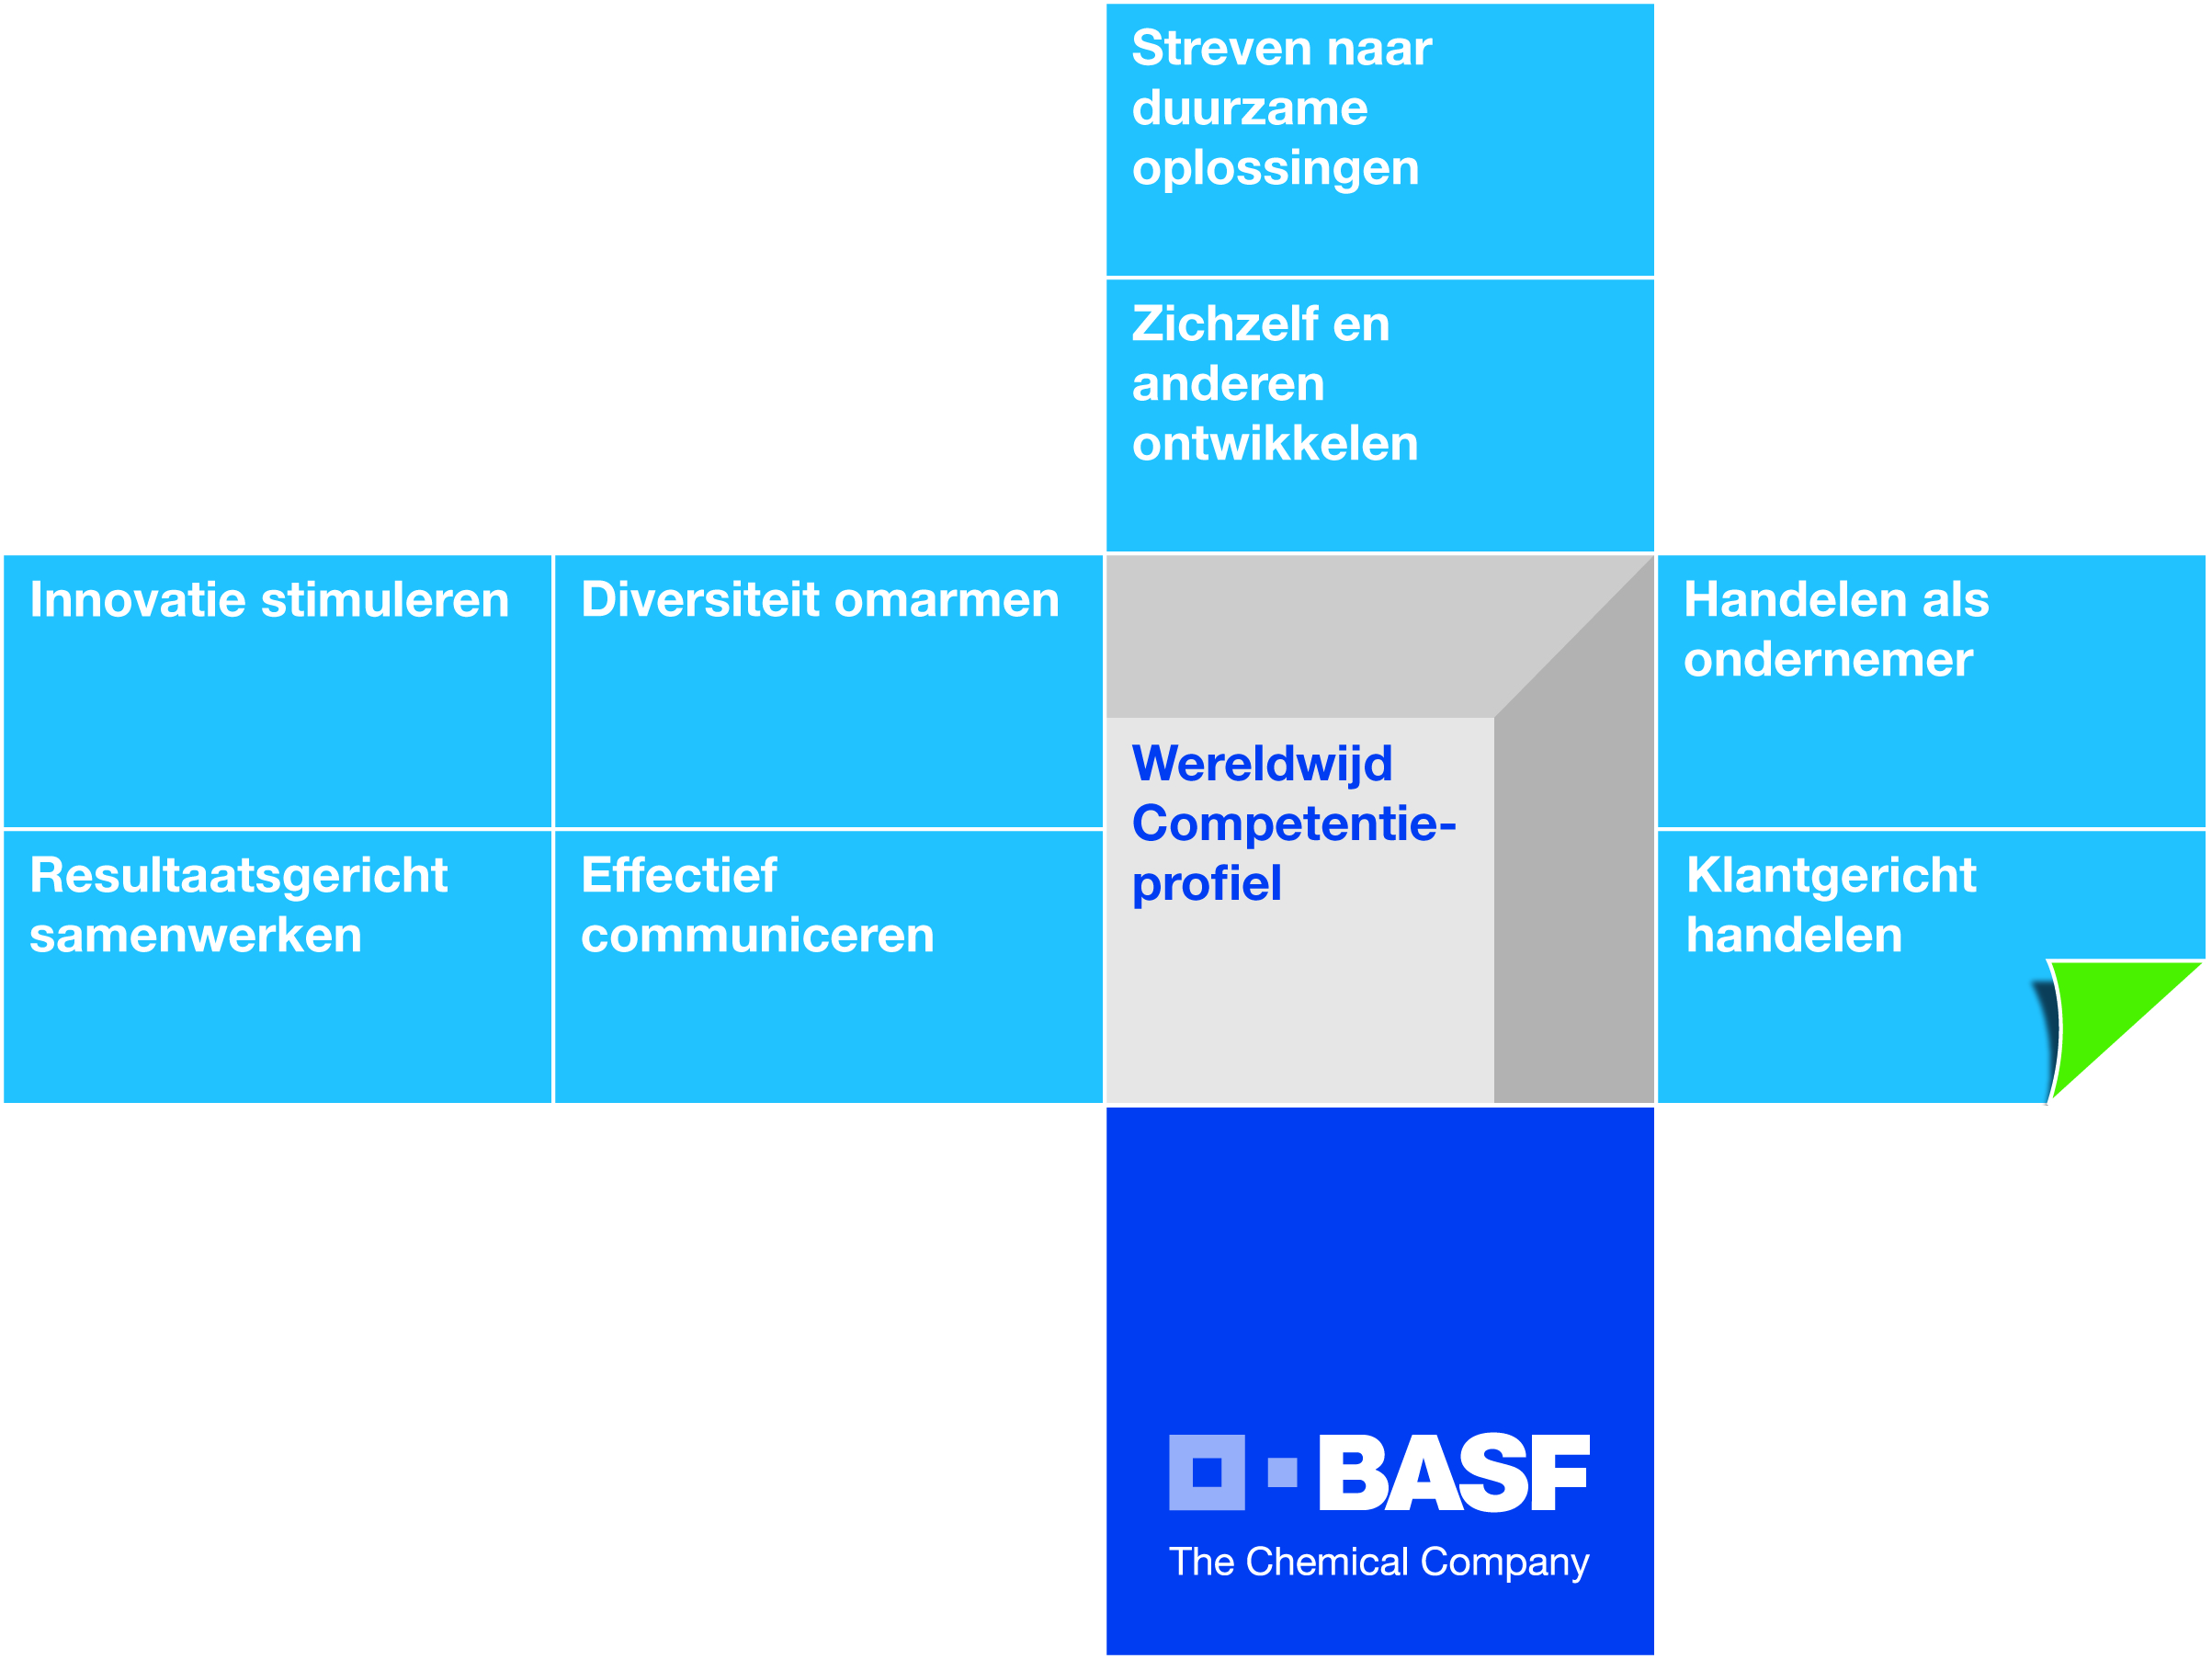 Streven naar
duurzame
oplossingen
Zichzelf en
anderen
ontwikkelen
Innovatie stimuleren
Diversiteit omarmen
Handelen als
ondernemer
Wereldwijd
Competentie-
profiel
Resultaatsgericht
samenwerken
Effectief
communiceren
Klantgericht
handelen
BASF
The Chemical Company